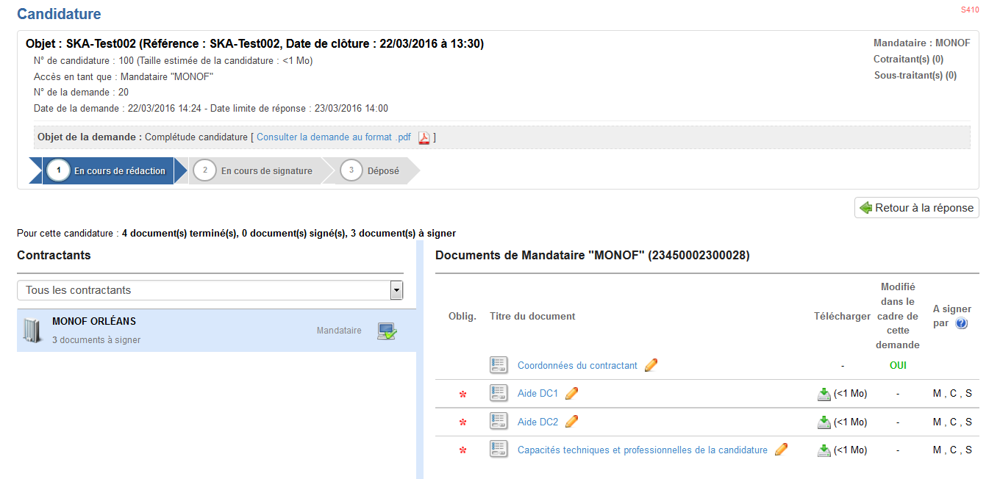 Candidature
S410
Objet : SKA-Test002 (Référence : SKA-Test002, Date de clôture : 22/03/2016 à 13:30)
Mandataire : MONOF
N° de candidature : 100 (Taille estimée de la candidature : <1 Mo)
Cotraitant(s) (0)
Accès en tant que : Mandataire "MONOF"
Sous-traitant(s) (0)
N° de la demande : 20
Date de la demande : 22/03/2016 14:24 - Date limite de réponse : 23/03/2016 14:00
Objet de la demande : Complétude candidature [ Consulter la demande au format .pdf ]
1 En cours de rédaction 2 En cours de signature 3 Déposé
Retour à la réponse
Pour cette candidature : 4 document(s) terminé(s), 0 document(s) signé(s), 3 document(s) à signer
Contractants
Tous les contractants
MONOF ORLÉANS
3 documents à signer
Mandataire
Documents de Mandataire "MONOF" (23450002300028)
Oblig. Titre du document Télécharger
Modifié
dans le
cadre de
cette
demande
A signer
par ?
Coordonnées du contractant - OUI
* Aide DC1 (<1 Mo) - M , C , S
* Aide DC2 (<1 Mo) - M , C , S
* Capacités techniques et professionnelles de la candidature (<1 Mo) - M , C , S